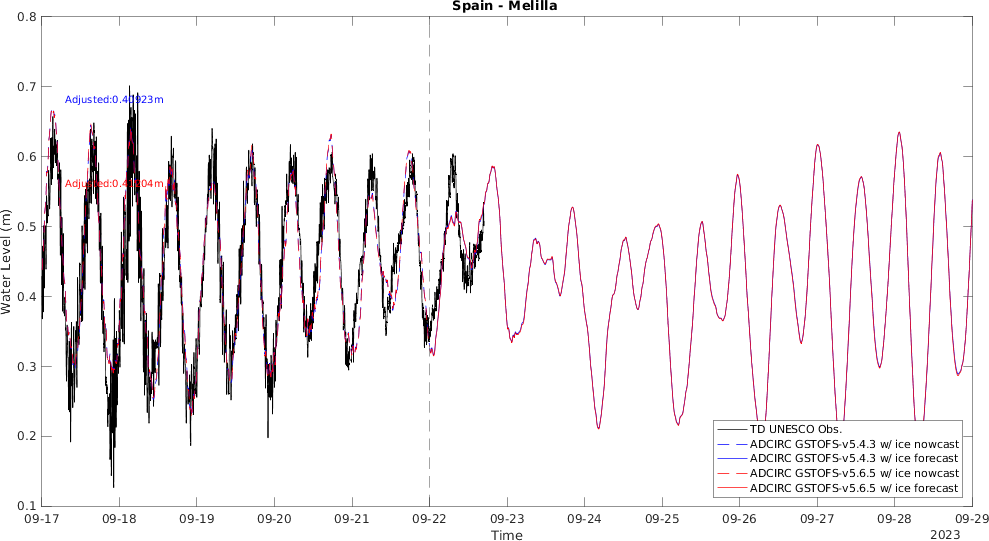 Spain - Melilla
0.8
0.7
0.6
0.5
0.4
0.3
0.2
0.1
Water Level (m)
TD UNESCO Obs.
ADCIRC GSTOFS-v5.4.3 w/ ice nowcast
ADCIRC GSTOFS-v5.4.3 w/ ice forecast
ADCIRC GSTOFS-v5.6.5 w/ ice nowcast
ADCIRC GSTOFS-v5.6.5 w/ ice forecast
09-17 09-18 09-19 09-20 09-21 09-22 09-23 09-24 09-25 09-26 09-27 09-28 09-29
Time
2023